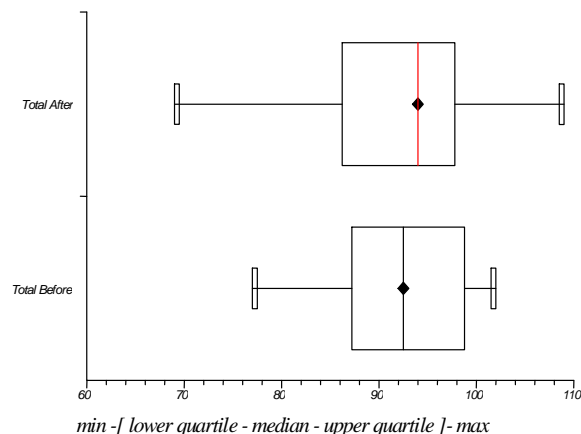 Total After
Total Before
60 70 80 90 100 110
min -[ lower quartile - median - upper quartile ]- max